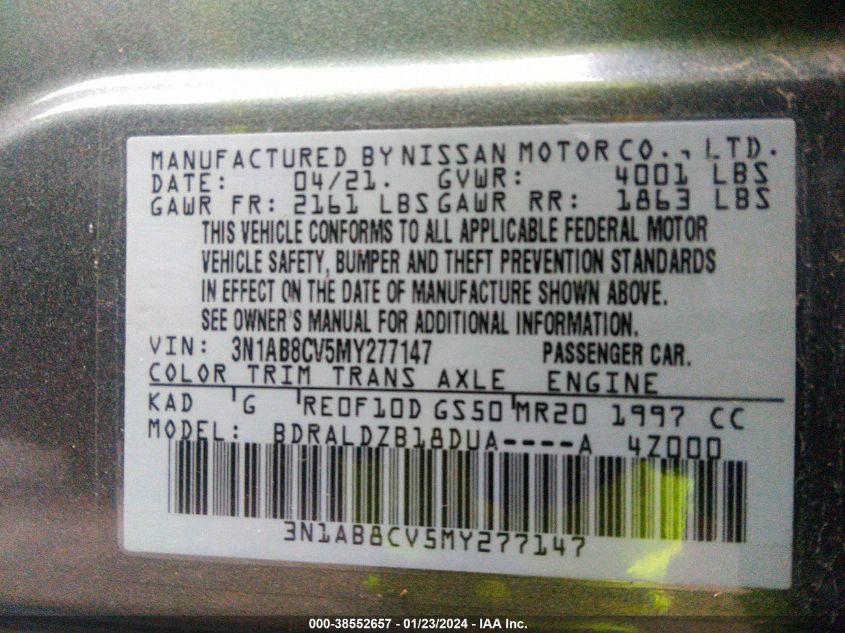 MANUFACTURED BY NISSAN MOTOR CO., LTD.
DATE: 04/21. GVWR: 4001 LBS
GAWR FR: 2161 LBS GAWR RR: 1863 LBS
THIS VEHICLE CONFORMS TO ALL APPLICABLE FEDERAL MOTOR
VEHICLE SAFETY, BUMPER AND THEFT PREVENTION STANDARDS
IN EFFECT ON THE DATE OF MANUFACTURE SHOWN ABOVE.
SEE OWNER'S MANUAL FOR ADDITIONAL INFORMATION.
VIN: 3N1AB8CV5MY277147 PASSENGER CAR.
COLOR TRIM TRANS AXLE ENGINE
KAD G RE0F10D GS50 MR20 1997 CC
MODEL: BDRALDZB18DUA----A 4Z000
3N1AB8CV5MY277147
000-38552657 - 01/23/2024 - IAA Inc.